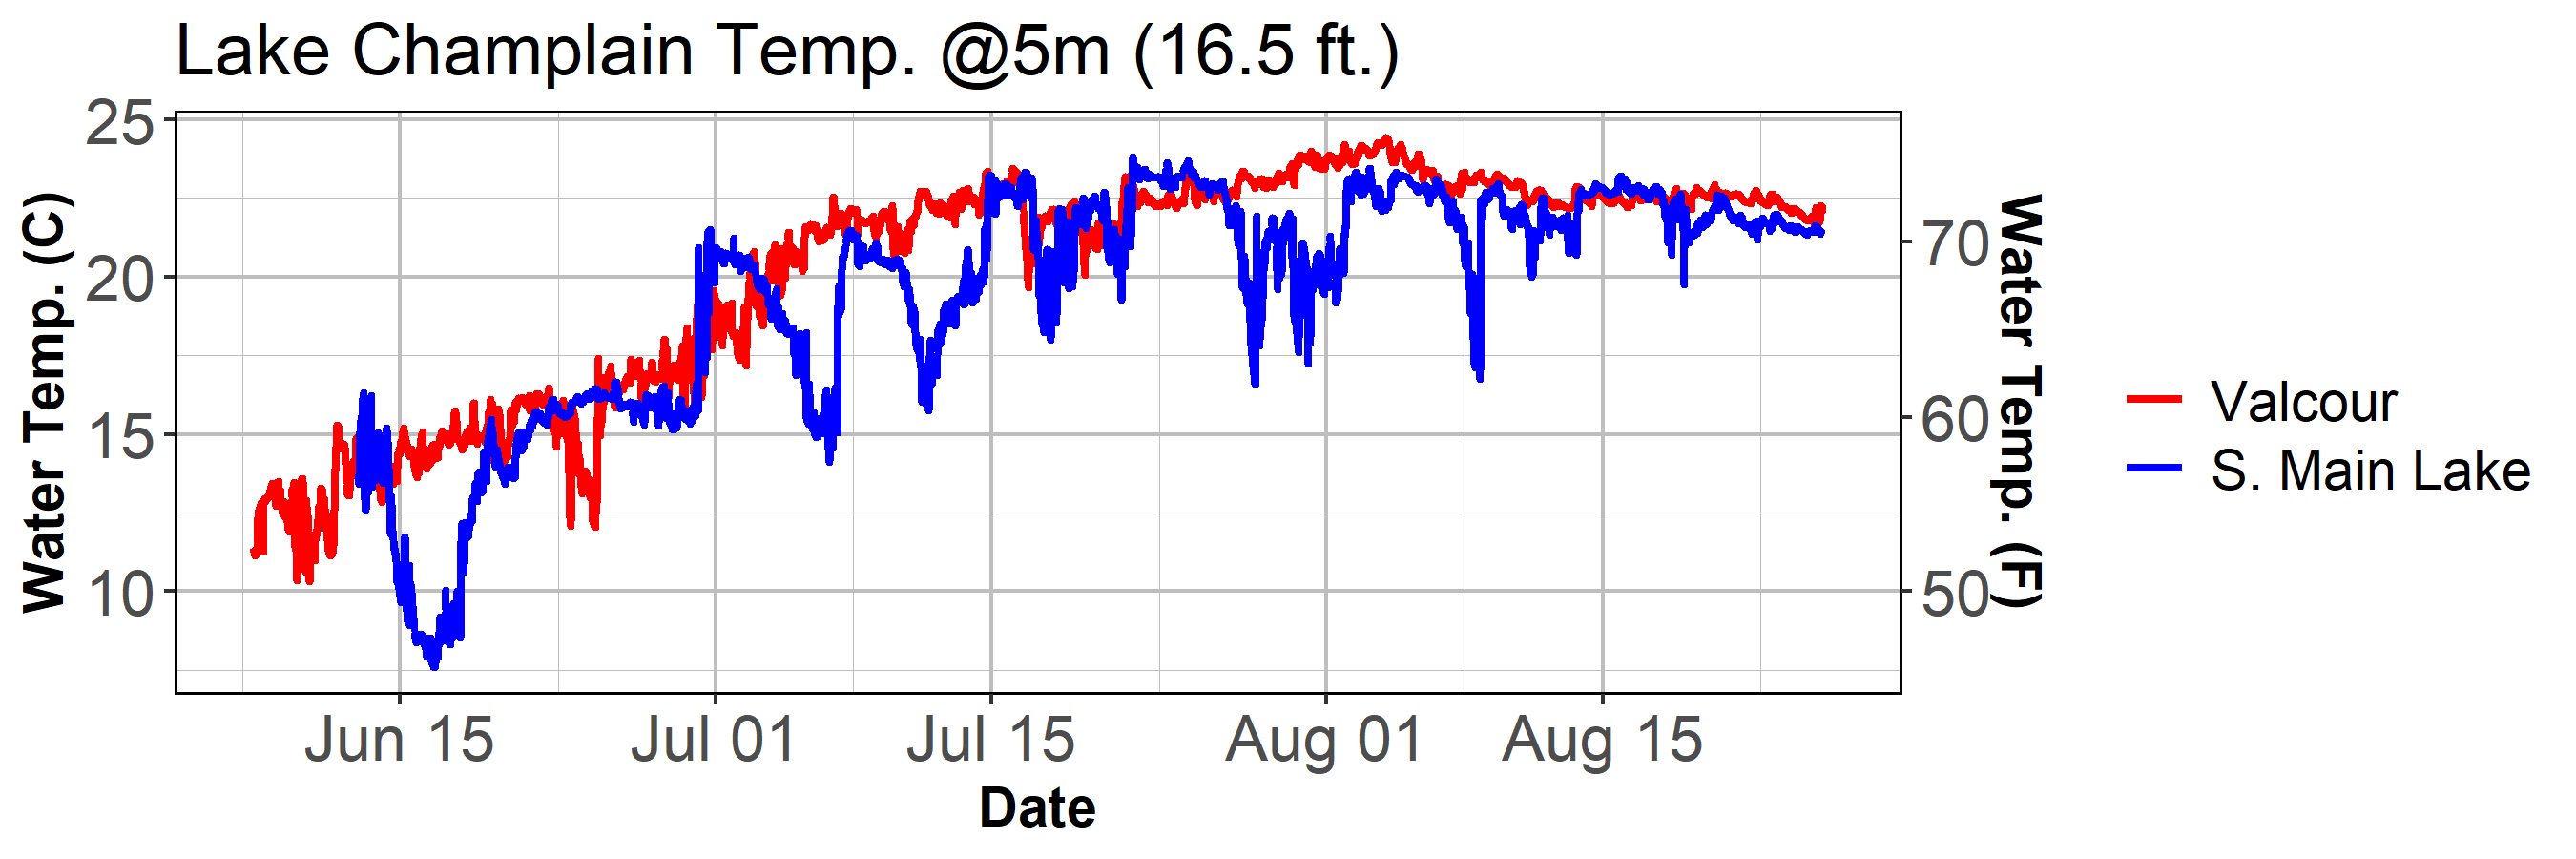 Lake Champlain Temp. @5m (16.5 ft.)
25
20
15
10
Water Temp. (C)
70
60
50
Water Temp. (F)
Jun 15
Jul 01
Jul 15
Aug 01
Aug 15
Date
Valcour
S. Main Lake